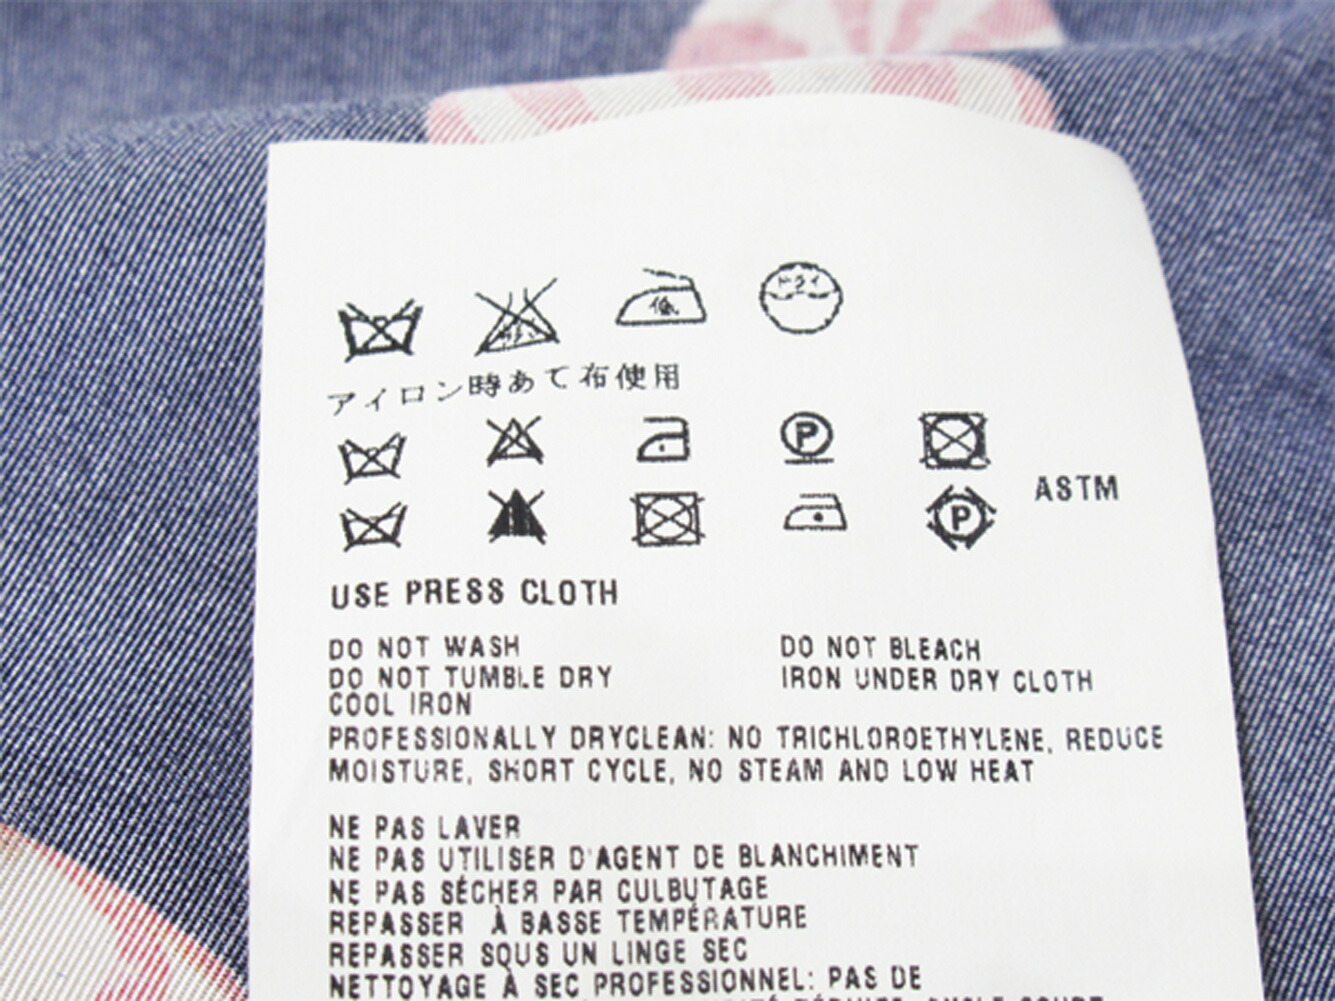 低
ドライ
アイロン時あて布使用
P
ASTM
P
USE PRESS CLOTH
DO NOT WASH DO NOT BLEACH
DO NOT TUMBLE DRY IRON UNDER DRY CLOTH
COOL IRON
PROFESSIONALLY DRYCLEAN: NO TRICHLOROETHYLENE, REDUCE
MOISTURE, SHORT CYCLE, NO STEAM AND LOW HEAT
NE PAS LAVER
NE PAS UTILISER D'AGENT DE BLANCHIMENT
NE PAS SÉCHER PAR CULBUTAGE
REPASSER À BASSE TEMPÉRATURE
REPASSER SOUS UN LINGE SEC
NETTOYAGE À SEC PROFESSIONNEL: PAS DE